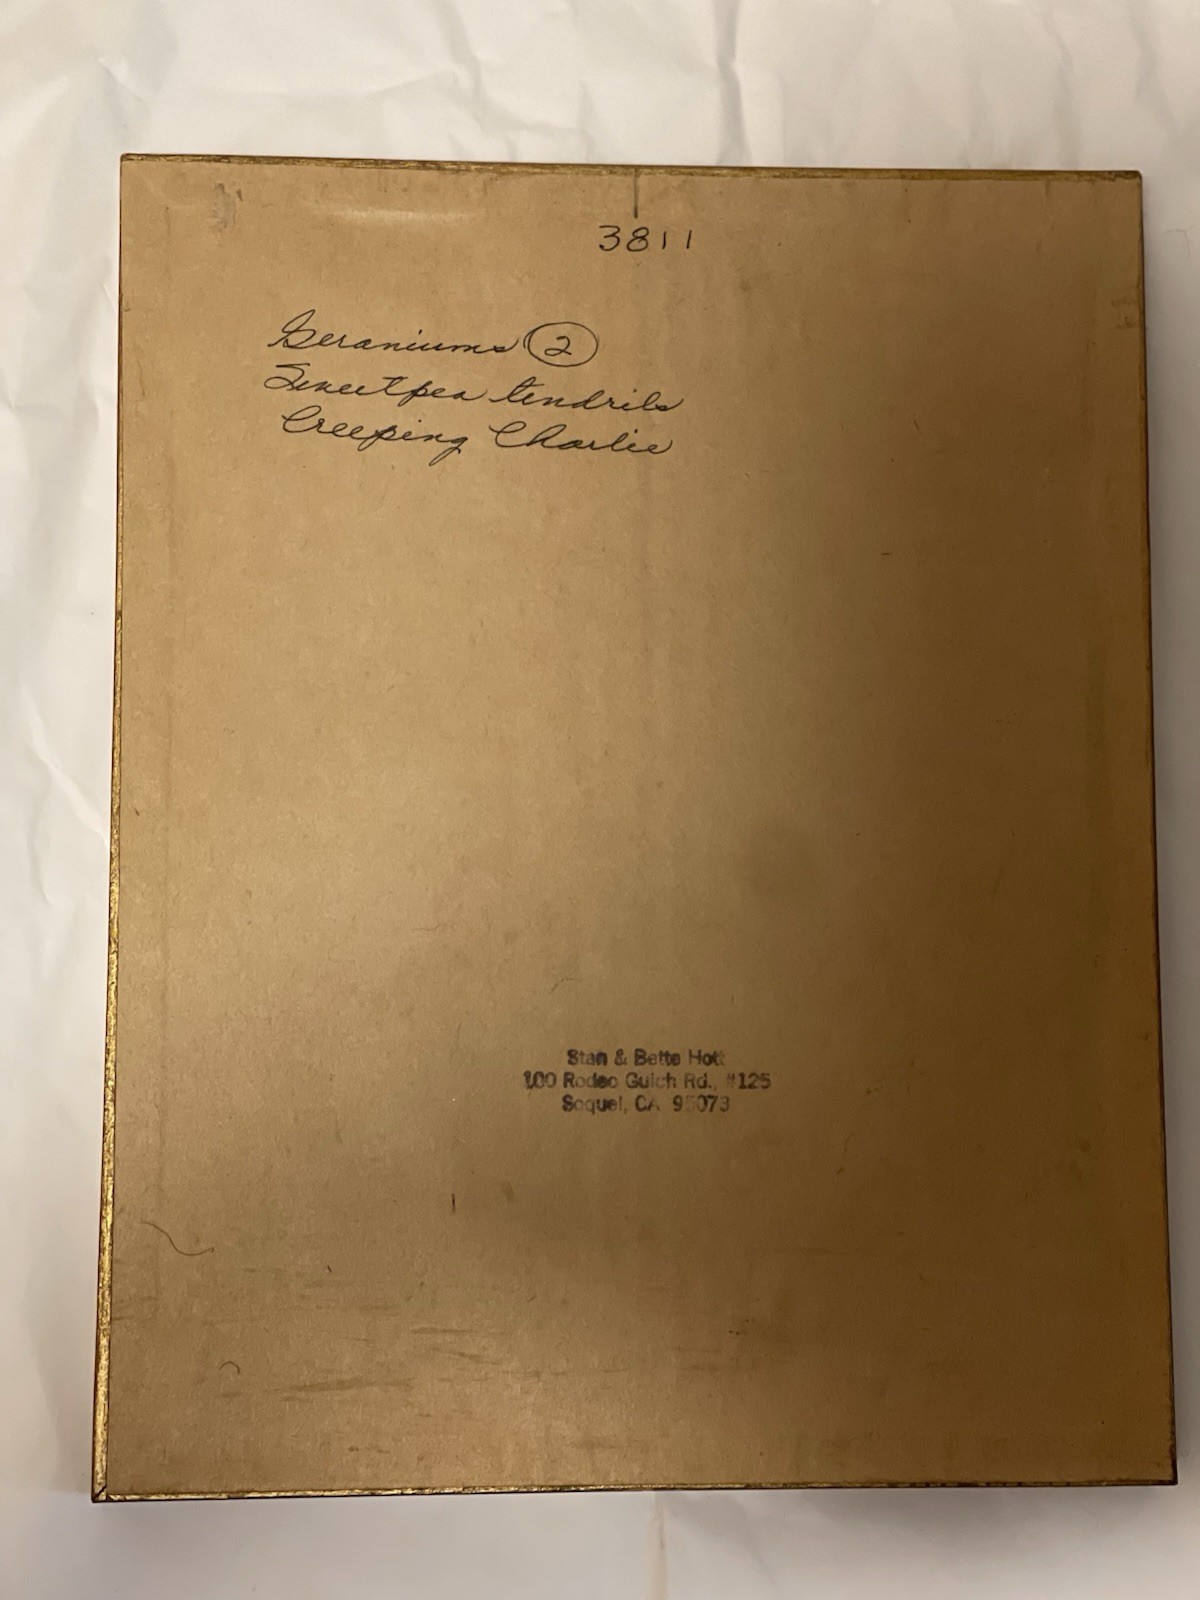 3811
Geraniums 2
Sweetpea tendrils
Creeping Charlie
Stan & Bette Hott
100 Rodeo Gulch Rd., #125
Soquel, CA 95073